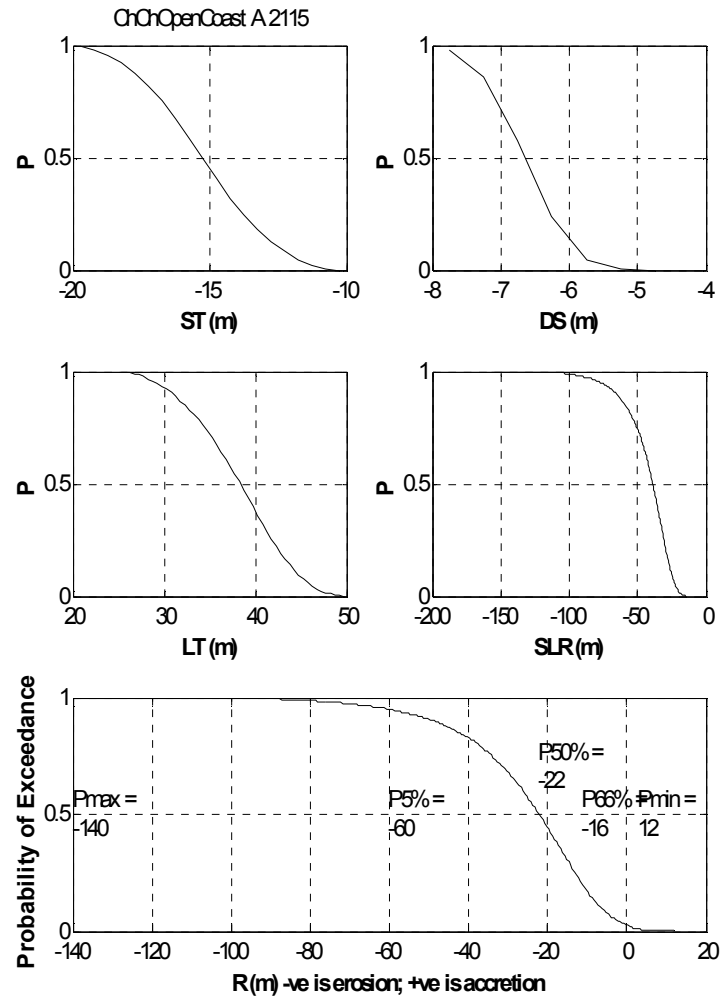 ChChOpenCoast A 2115
1
0.5
0
P
-20
-15
-10
ST (m)
1
0.5
0
P
-8
-7
-6
-5
-4
DS (m)
1
0.5
0
P
20
30
40
50
LT (m)
1
0.5
0
P
-200
-150
-100
-50
0
SLR (m)
1
0.5
0
Probability of Exceedance
P50% =
-22
Pmax =
-140
P5% =
-60
P66% =
-16
Pmin =
12
-140
-120
-100
-80
-60
-40
-20
0
20
R (m) -ve is erosion; +ve is accretion